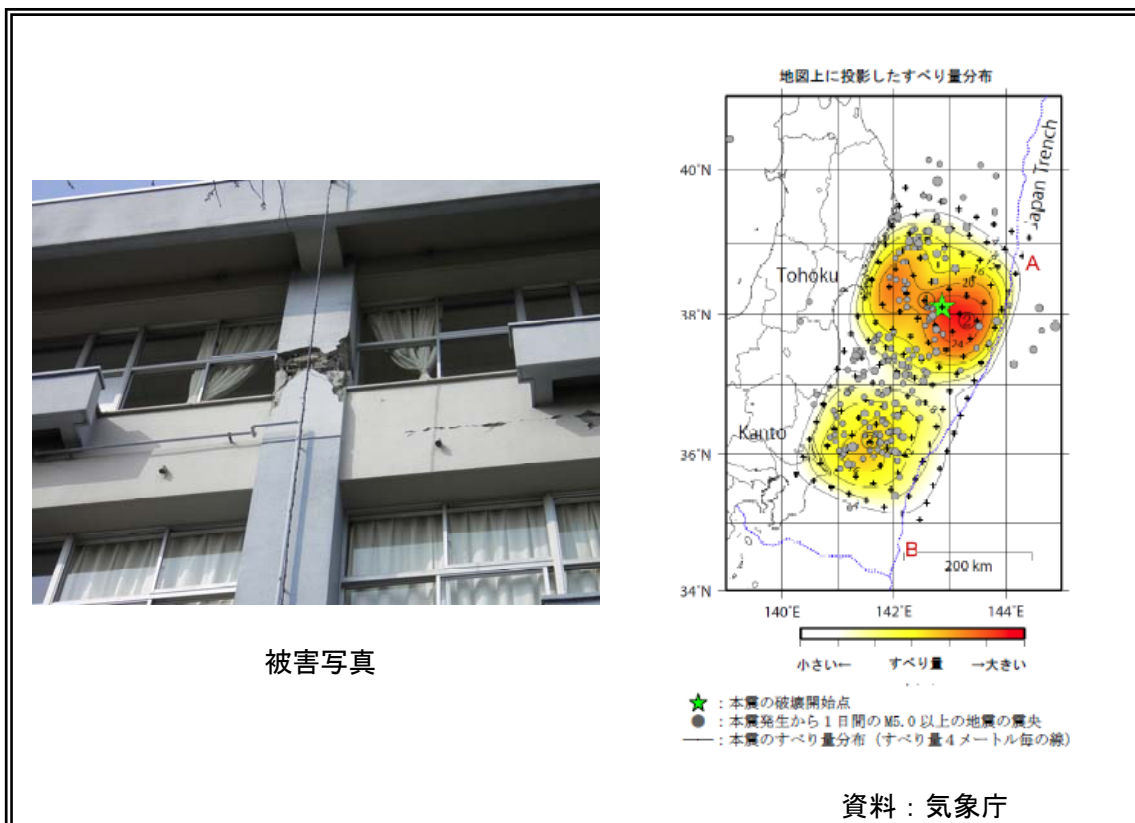 地図上に投影したすべり量分布
40°N
Japan Trench
A
Tohoku
16
20
38°N
1
2
24
Kanto
36°N
B
200 km
34°N
140°E
142°E
144°E
小さい←
すべり量
→大きい
被害写真
★：本震の破壊開始点
●：本震発生から１日間のM5.0以上の地震の震央
――：本震のすべり量分布（すべり量４メートル毎の線）
資料：気象庁